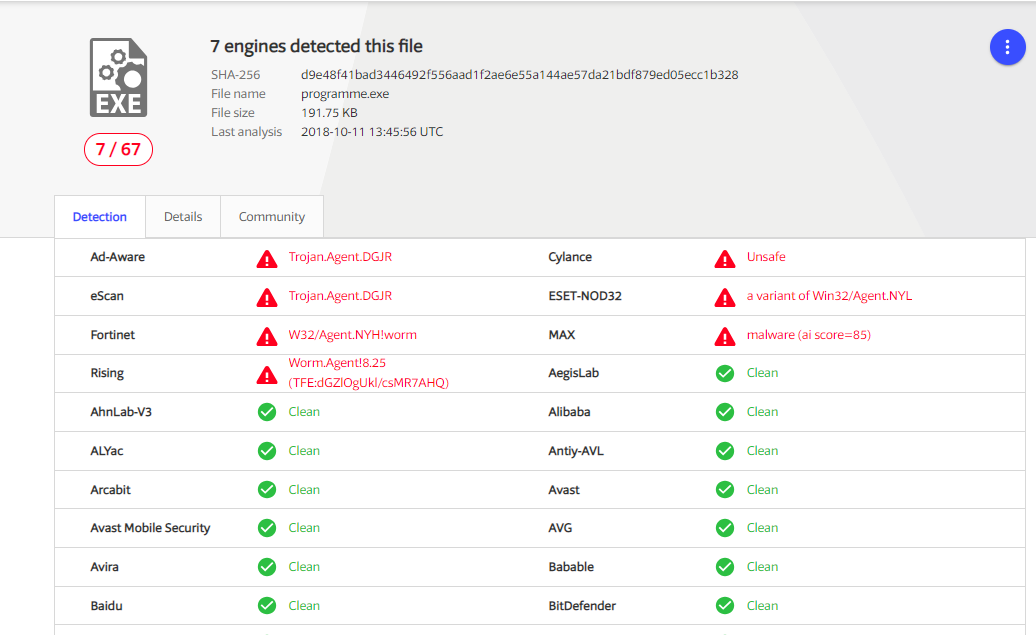 7 engines detected this file
SHA-256 d9e48f41bad3446492f556aad1f2ae6e55a144ae57da21bdf879ed05ecc1b328
File name programme.exe
File size 191.75 KB
Last analysis 2018-10-11 13:45:56 UTC
EXE
7 / 67
Detection Details Community
Ad-Aware Trojan.Agent.DGJR Cylance Unsafe
eScan Trojan.Agent.DGJR ESET-NOD32 a variant of Win32/Agent.NYL
Fortinet W32/Agent.NYH!worm MAX malware (ai score=85)
Rising Worm.Agent!8.25 (TFE:dGZlOgUkl/csMR7AHQ) AegisLab Clean
AhnLab-V3 Clean Alibaba Clean
ALYac Clean Antiy-AVL Clean
Arcabit Clean Avast Clean
Avast Mobile Security Clean AVG Clean
Avira Clean Babable Clean
Baidu Clean BitDefender Clean